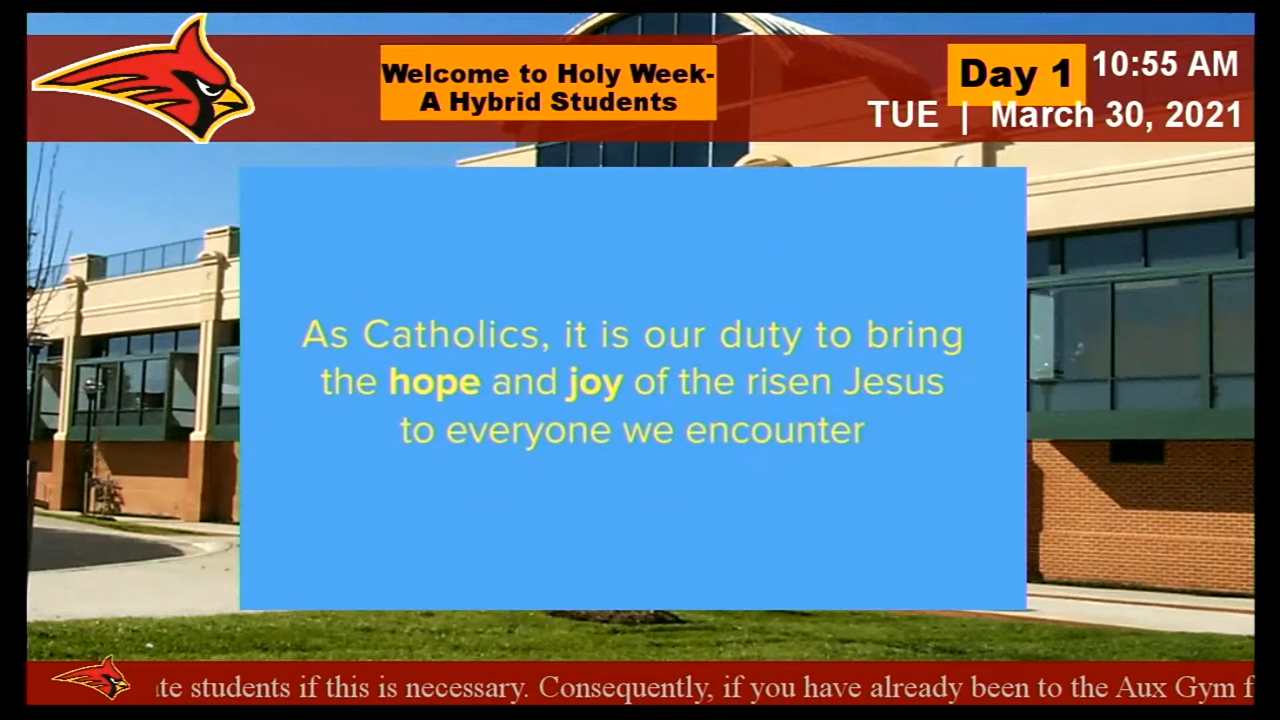 Welcome to Holy Week-
A Hybrid Students
Day 1
10:55 AM
TUE | March 30, 2021
As Catholics, it is our duty to bring
the hope and joy of the risen Jesus
to everyone we encounter
students if this is necessary. Consequently, if you have already been to the Aux Gym